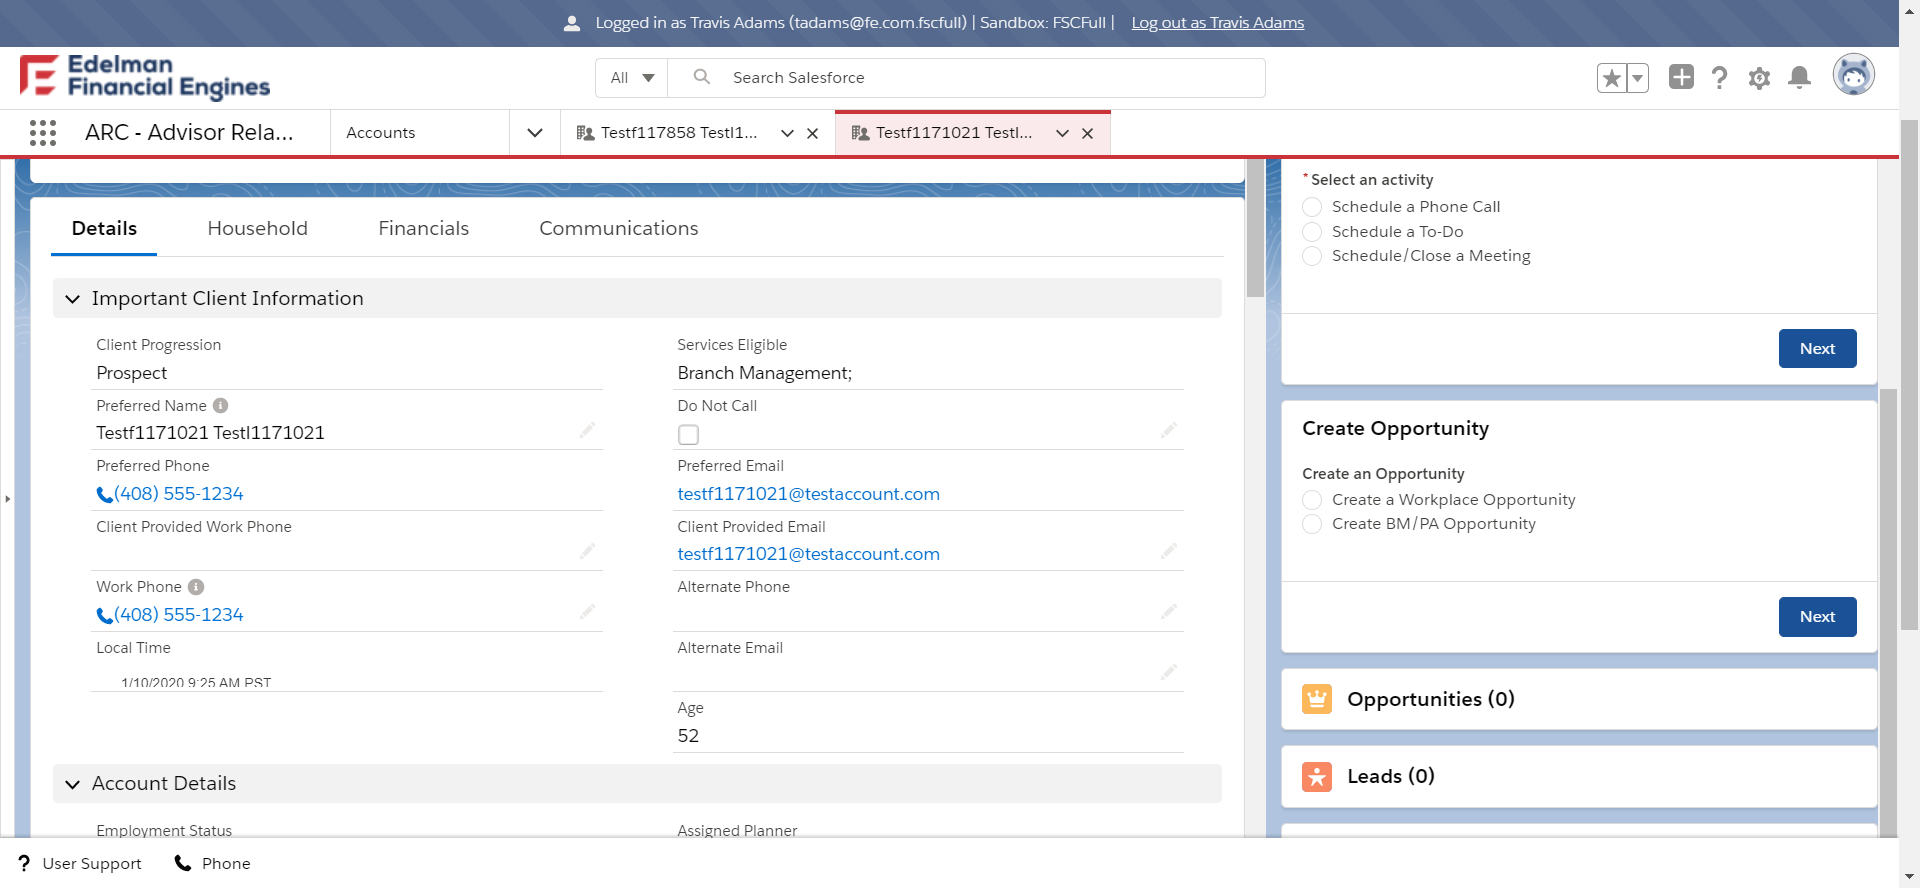 Logged in as Travis Adams (tadams@fe.com.fscfull) | Sandbox: FSCFull | Log out as Travis Adams
Edelman
Financial Engines
All
Search Salesforce
ARC - Advisor Rela...
Accounts
Testf117858 Testl1...
Testf1171021 Testl...
Details
Household
Financials
Communications
Important Client Information
Client Progression
Prospect
Services Eligible
Branch Management;
Preferred Name
Testf1171021 Testl1171021
Do Not Call
Preferred Phone
(408) 555-1234
Preferred Email
testf1171021@testaccount.com
Client Provided Work Phone
Client Provided Email
testf1171021@testaccount.com
Work Phone
(408) 555-1234
Alternate Phone
Local Time
1/10/2020 9:25 AM PST
Alternate Email
Age
52
Account Details
Employment Status
Assigned Planner
* Select an activity
Schedule a Phone Call
Schedule a To-Do
Schedule/Close a Meeting
Next
Create Opportunity
Create an Opportunity
Create a Workplace Opportunity
Create BM/PA Opportunity
Next
Opportunities (0)
Leads (0)
? User Support
Phone